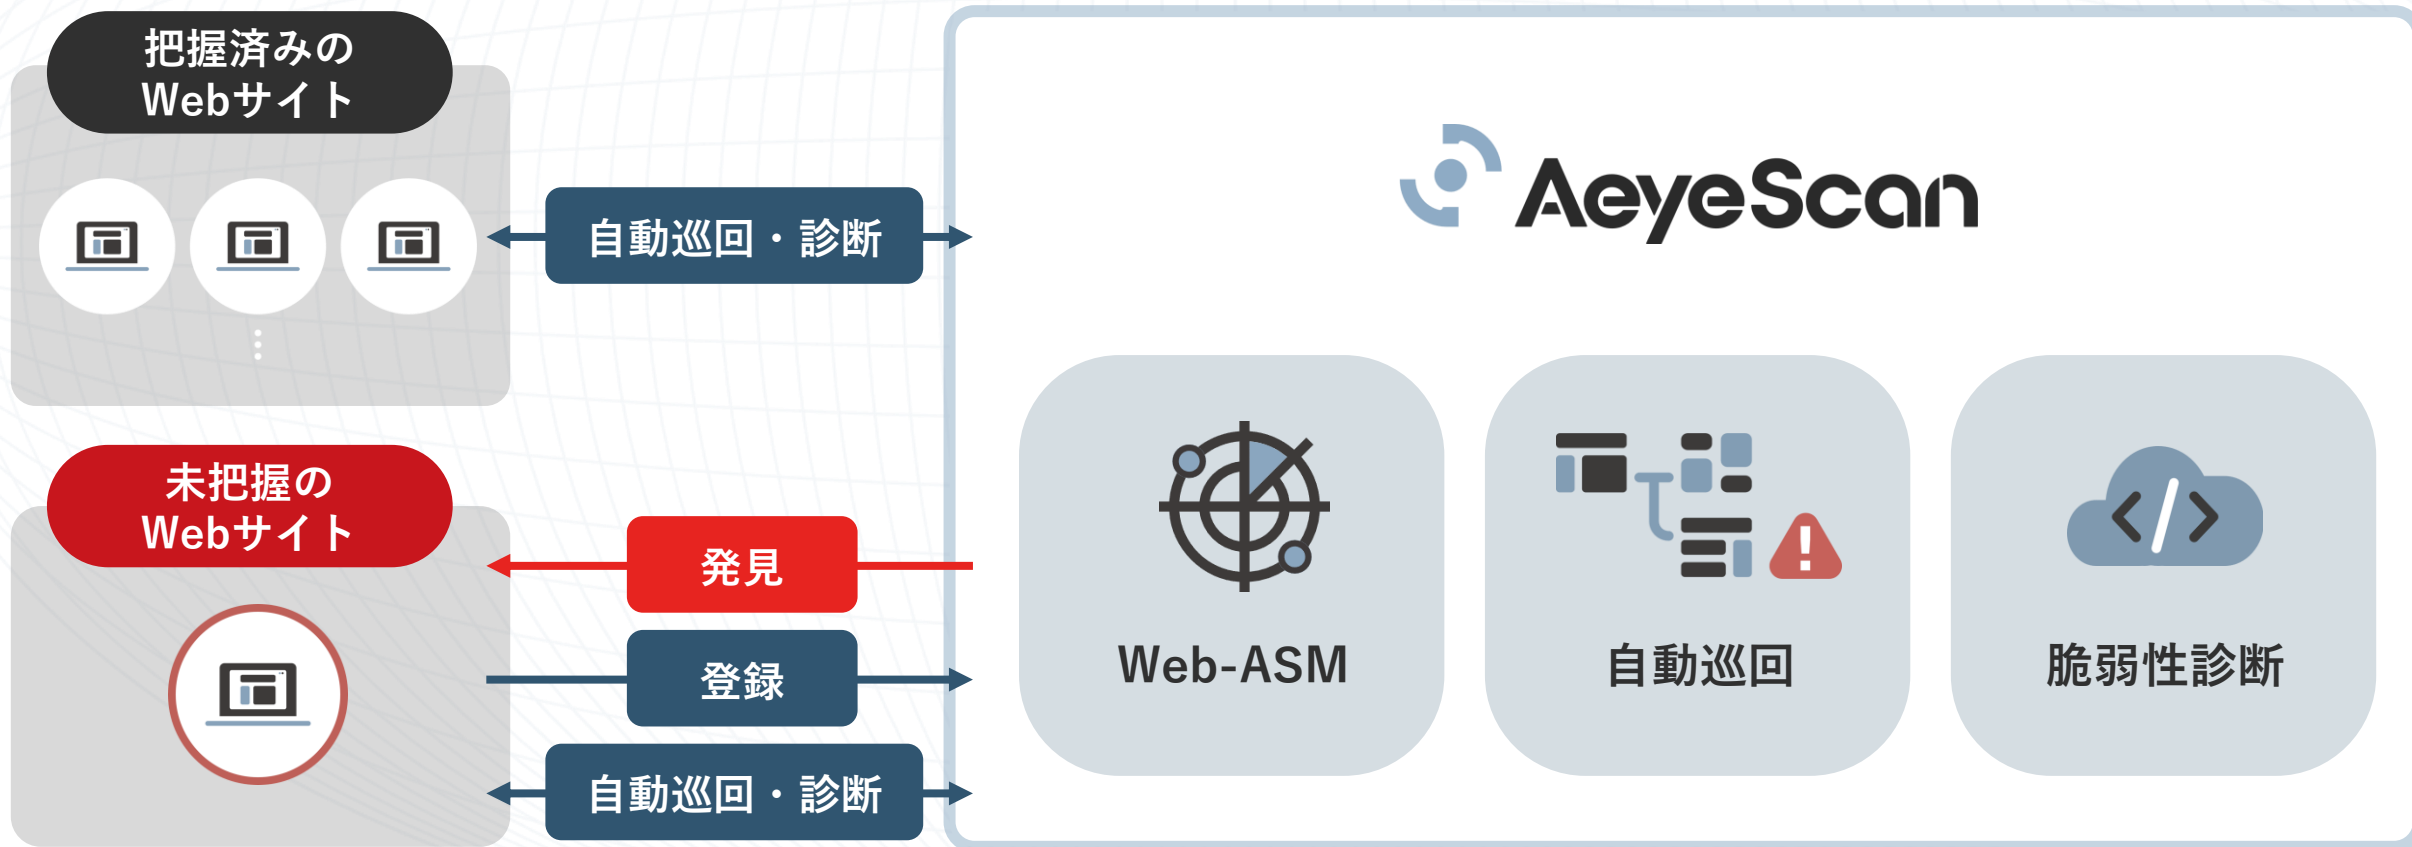 把握済みの
Webサイト
自動巡回・診断
AeyeScan
未把握の
Webサイト
発見
登録
自動巡回・診断
Web-ASM
自動巡回
脆弱性診断